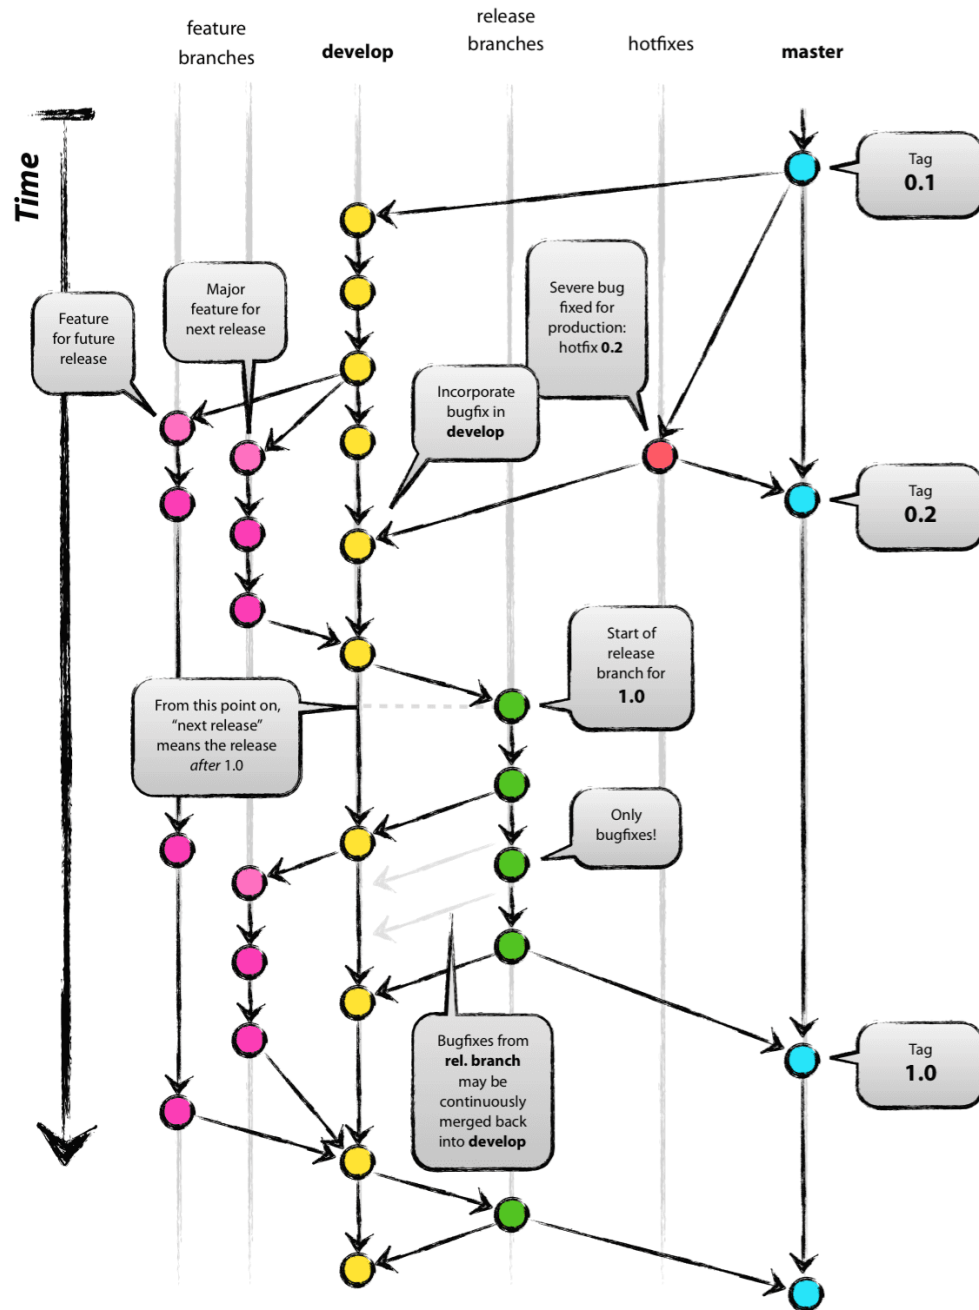 feature
branches
develop
release
branches
hotfixes
master
Time
Tag
0.1
Major
feature for
next release
Severe bug
fixed for
production:
hotfix 0.2
Feature
for future
release
Incorporate
bugfix in
develop
Tag
0.2
Start of
release
branch for
1.0
From this point on,
“next release”
means the release
after 1.0
Only
bugfixes!
Bugfixes from
rel. branch
may be
continuously
merged back
into develop
Tag
1.0